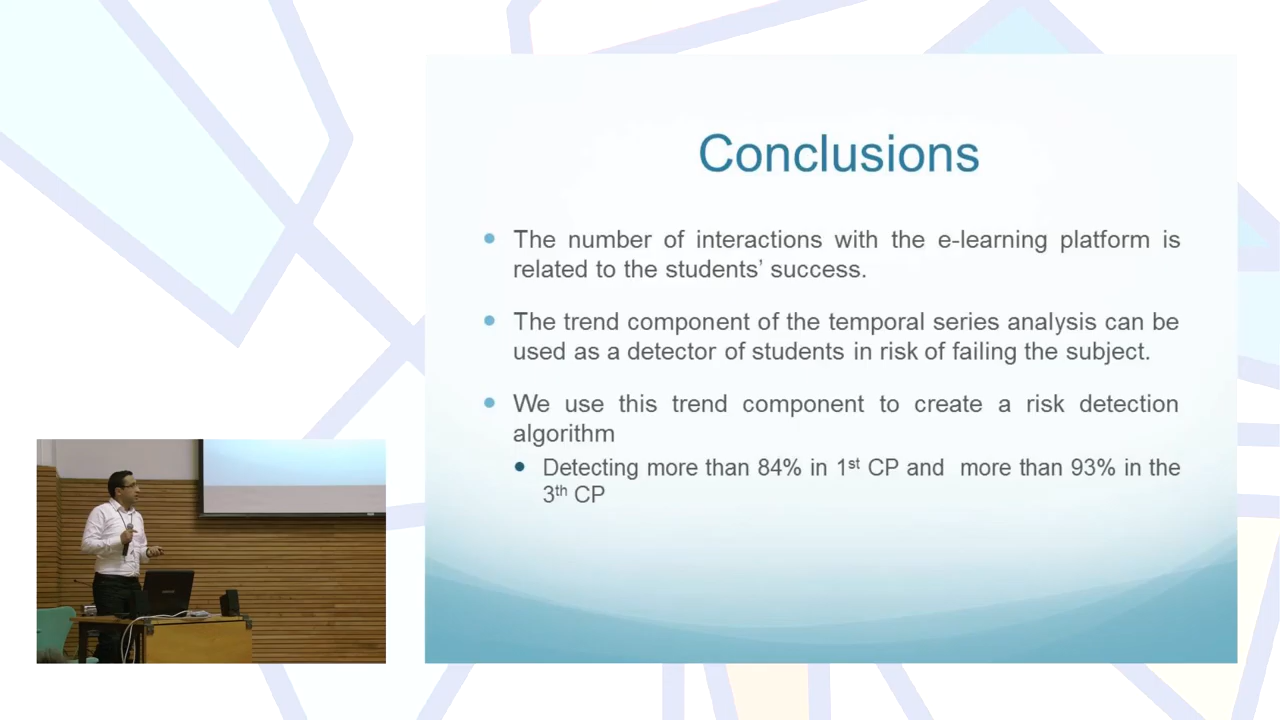 Conclusions
The number of interactions with the e-learning platform is
related to the students’ success.
The trend component of the temporal series analysis can be
used as a detector of students in risk of failing the subject.
We use this trend component to create a risk detection
algorithm
Detecting more than 84% in 1st CP and more than 93% in the
3th CP